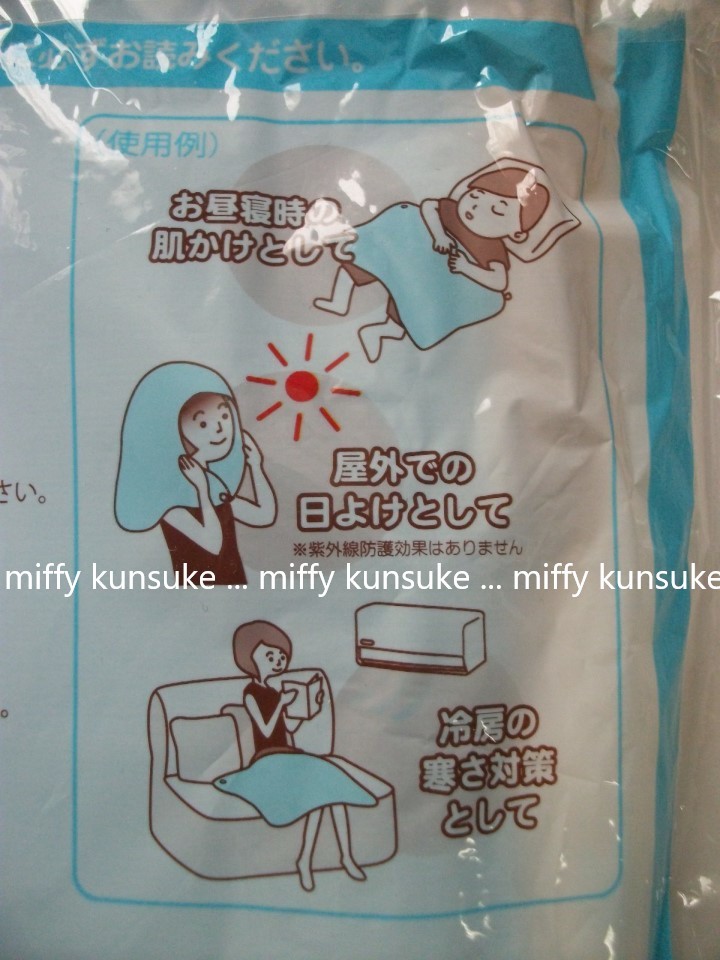 必ずお読みください。
（使用例）
お昼寝時の
肌かけとして
屋外での
日よけとして
※紫外線防護効果はありません
さい。
miffy kunsuke ... miffy kunsuke ... miffy kunsuke
冷房の
寒さ対策
として
。